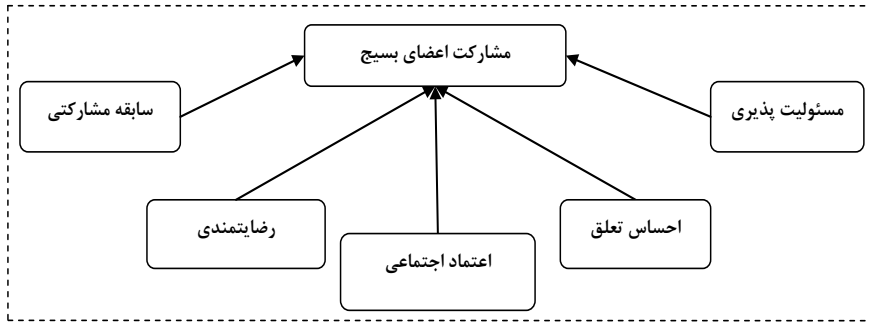 مشارکت اعضای بسیج
مسئولیت پذیری
سابقه مشارکتی
احساس تعلق
رضایتمندی
اعتماد اجتماعی